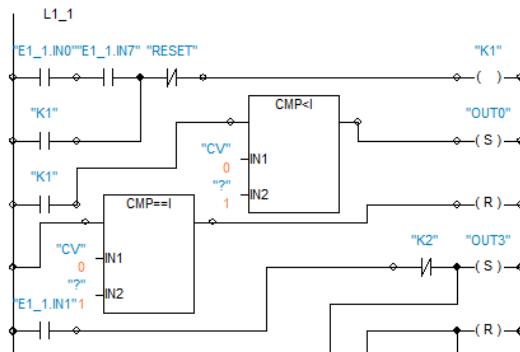 L1_1
"E1_1.IN0" "E1_1.IN7" "RESET" "K1"
( )
"K1" CMP<I "OUT0"
(S)
"CV"
0 IN1
"K1" "?"
1 IN2
CMP==I (R)
"CV"
0 IN1 "K2" "OUT3"
(S)
"?"
1 IN2
"E1_1.IN1"
(R)